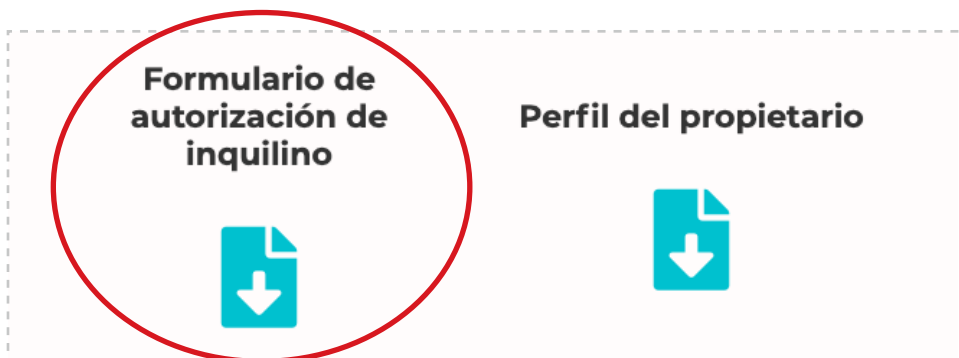 Formulario de
autorización de
inquilino
Perfil del propietario